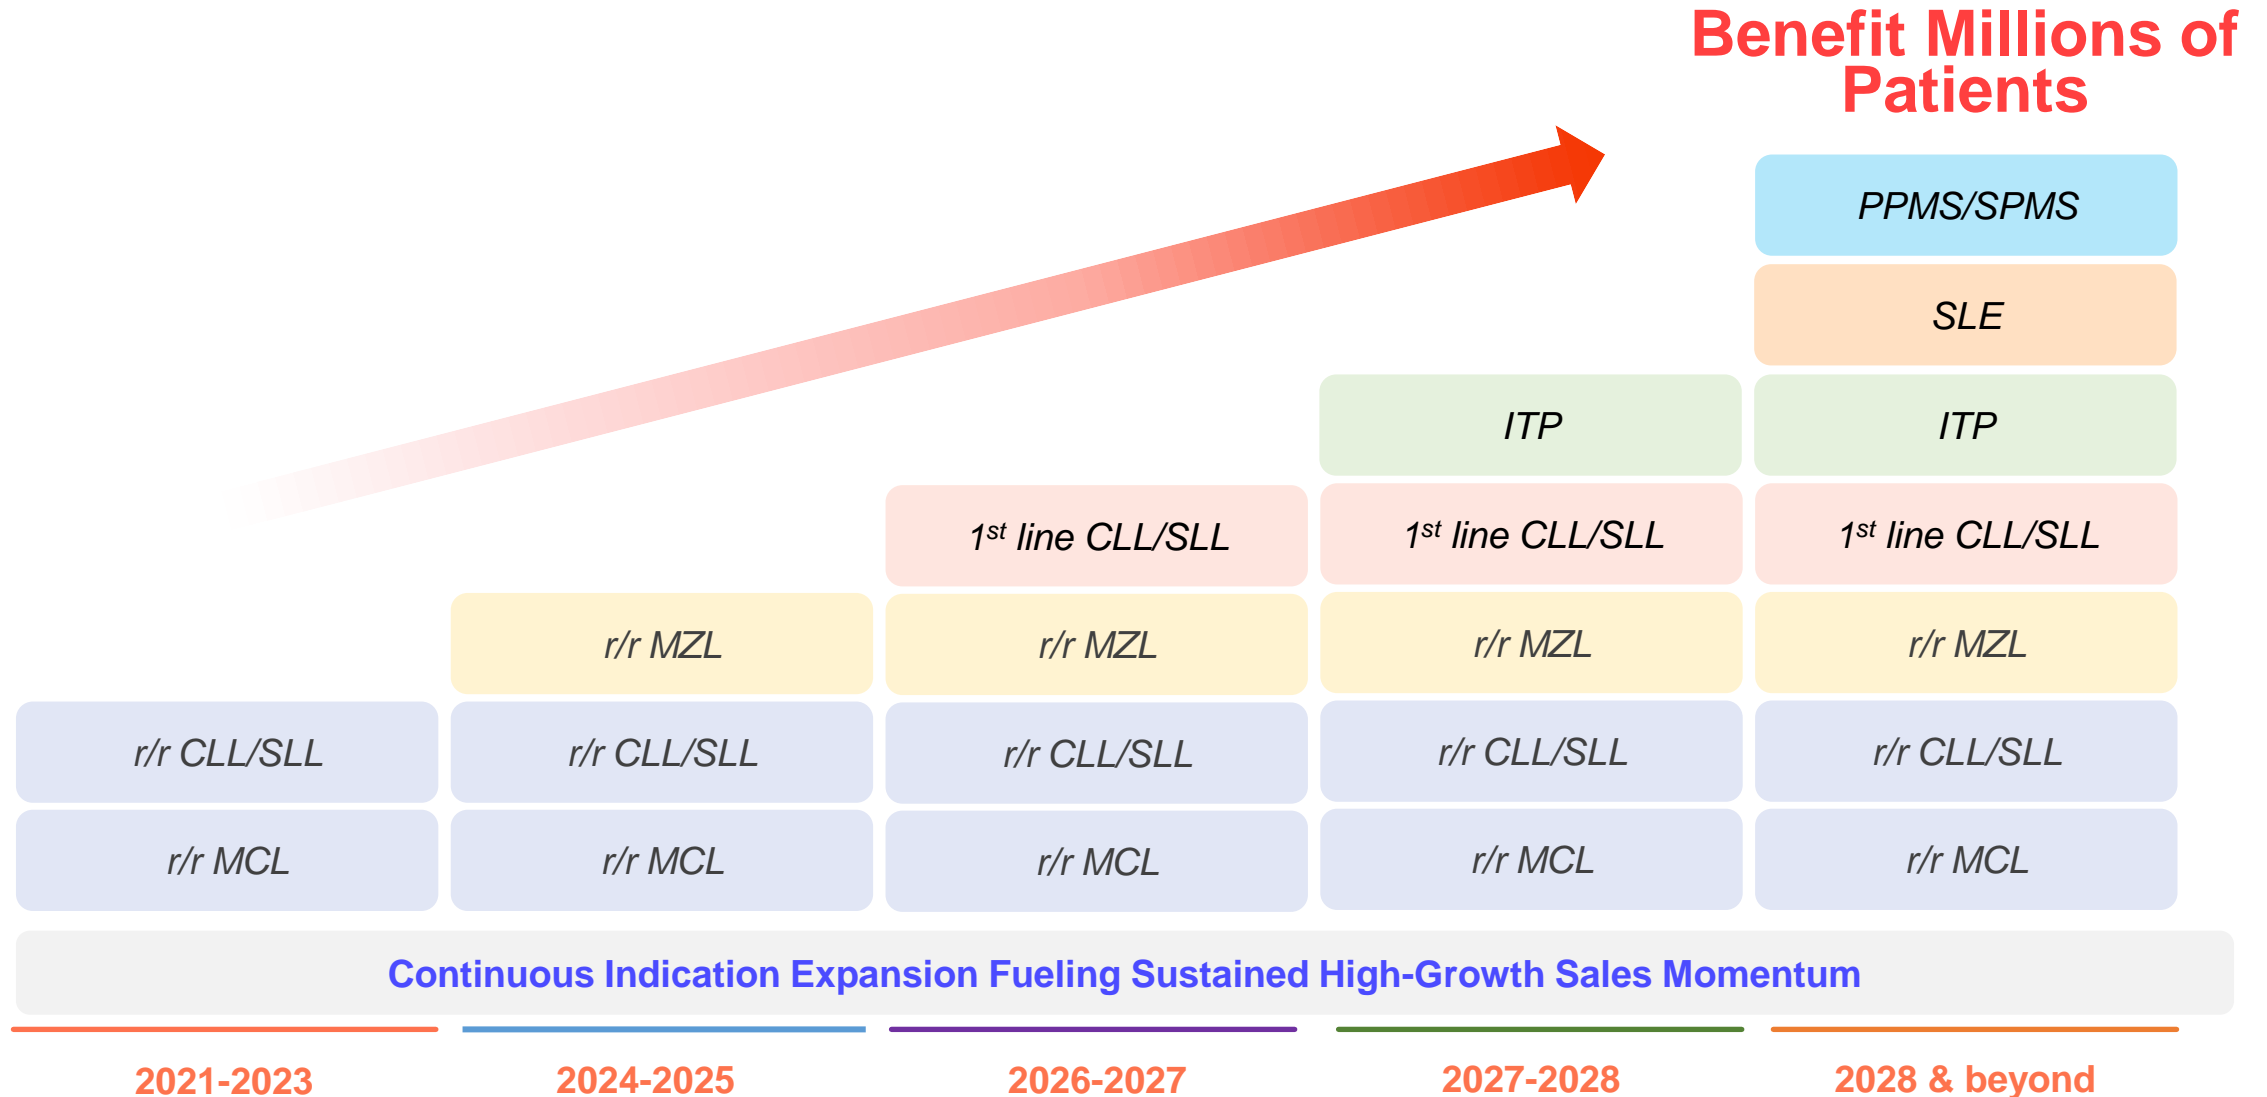 Benefit Millions of
Patients
PPMS/SPMS
SLE
ITP
ITP
1st line CLL/SLL
1st line CLL/SLL
1st line CLL/SLL
r/r MZL
r/r MZL
r/r MZL
r/r MZL
r/r CLL/SLL
r/r CLL/SLL
r/r CLL/SLL
r/r CLL/SLL
r/r CLL/SLL
r/r MCL
r/r MCL
r/r MCL
r/r MCL
r/r MCL
Continuous Indication Expansion Fueling Sustained High-Growth Sales Momentum
2021-2023
2024-2025
2026-2027
2027-2028
2028 & beyond